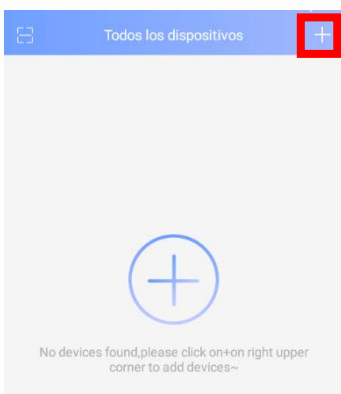 Todos los dispositivos
No devices found,please click on+on right upper
corner to add devices~